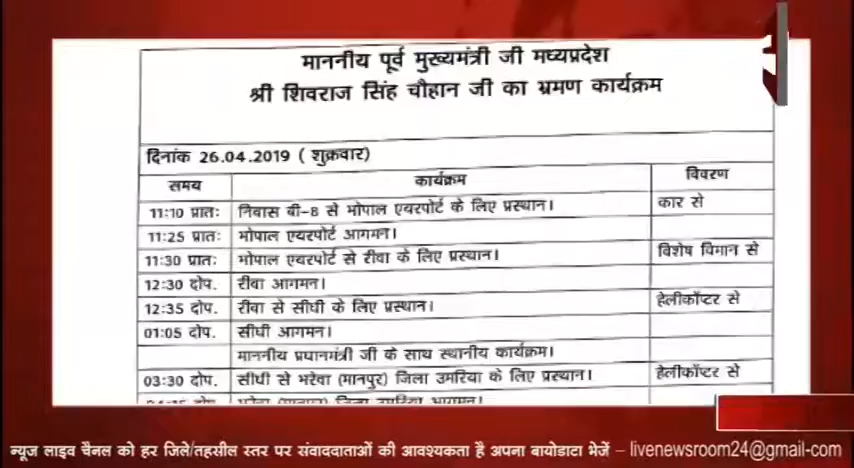 माननीय पूर्व मुख्यमंत्री जी मध्यप्रदेश
श्री शिवराज सिंह चौहान जी का भ्रमण कार्यक्रम
दिनांक 26.04.2019 ( शुक्रवार)
समय कार्यक्रम विवरण
11:10 प्रातः निवास बी-8 से भोपाल एयरपोर्ट के लिए प्रस्थान। कार से
11:25 प्रातः भोपाल एयरपोर्ट आगमन।
11:30 प्रातः भोपाल एयरपोर्ट से रीवा के लिए प्रस्थान। विशेष विमान से
12:30 दोप. रीवा आगमन।
12:35 दोप. रीवा से सीधी के लिए प्रस्थान। हेलीकॉप्टर से
01:05 दोप. सीधी आगमन।
माननीय प्रधानमंत्री जी के साथ स्थानीय कार्यक्रम।
03:30 दोप. सीधी से भरेवा (मानपुर) जिला उमरिया के लिए प्रस्थान। हेलीकॉप्टर से
न्यूज लाइव चैनल को हर जिले/तहसील स्तर पर संवाददाताओं की आवश्यकता है अपना बायोडाटा भेजें – livenewsroom24@gmail-com